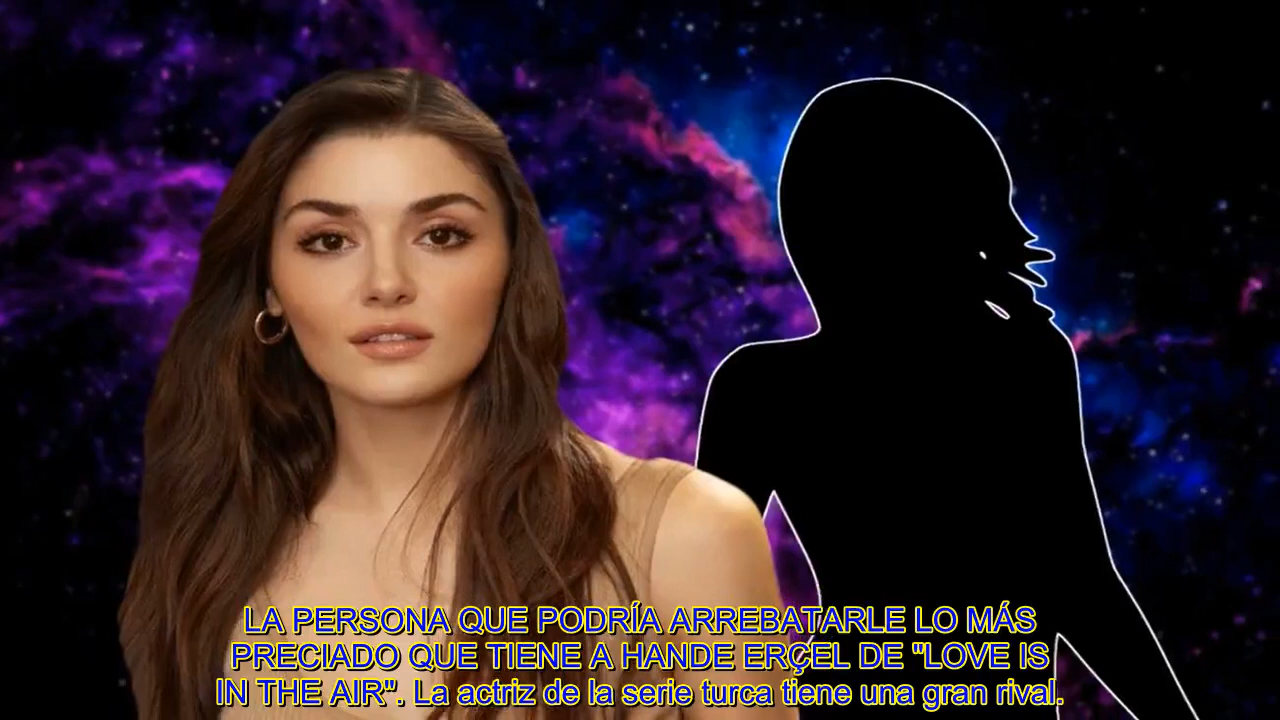 LA PERSONA QUE PODRÍA ARREBATARLE LO MÁS
PRECIADO QUE TIENE A HANDE ERÇEL DE "LOVE IS
IN THE AIR". La actriz de la serie turca tiene una gran rival.